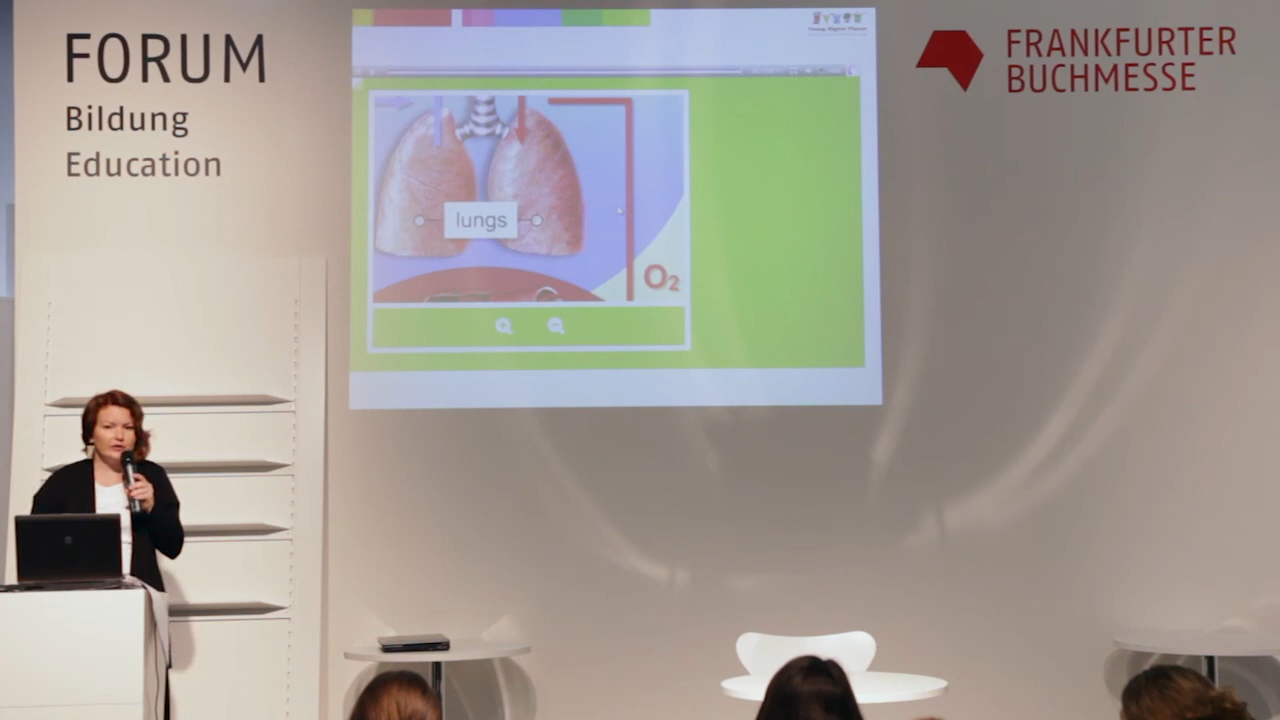 FORUM
Bildung
Education
lungs
O₂
FRANKFURTER
BUCHMESSE